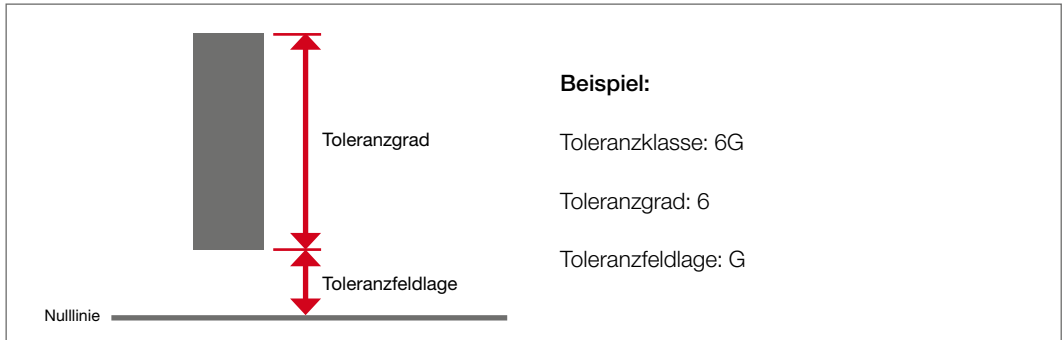 Toleranzgrad
Toleranzfeldlage
Nulllinie
Beispiel:
Toleranzklasse: 6G
Toleranzgrad: 6
Toleranzfeldlage: G